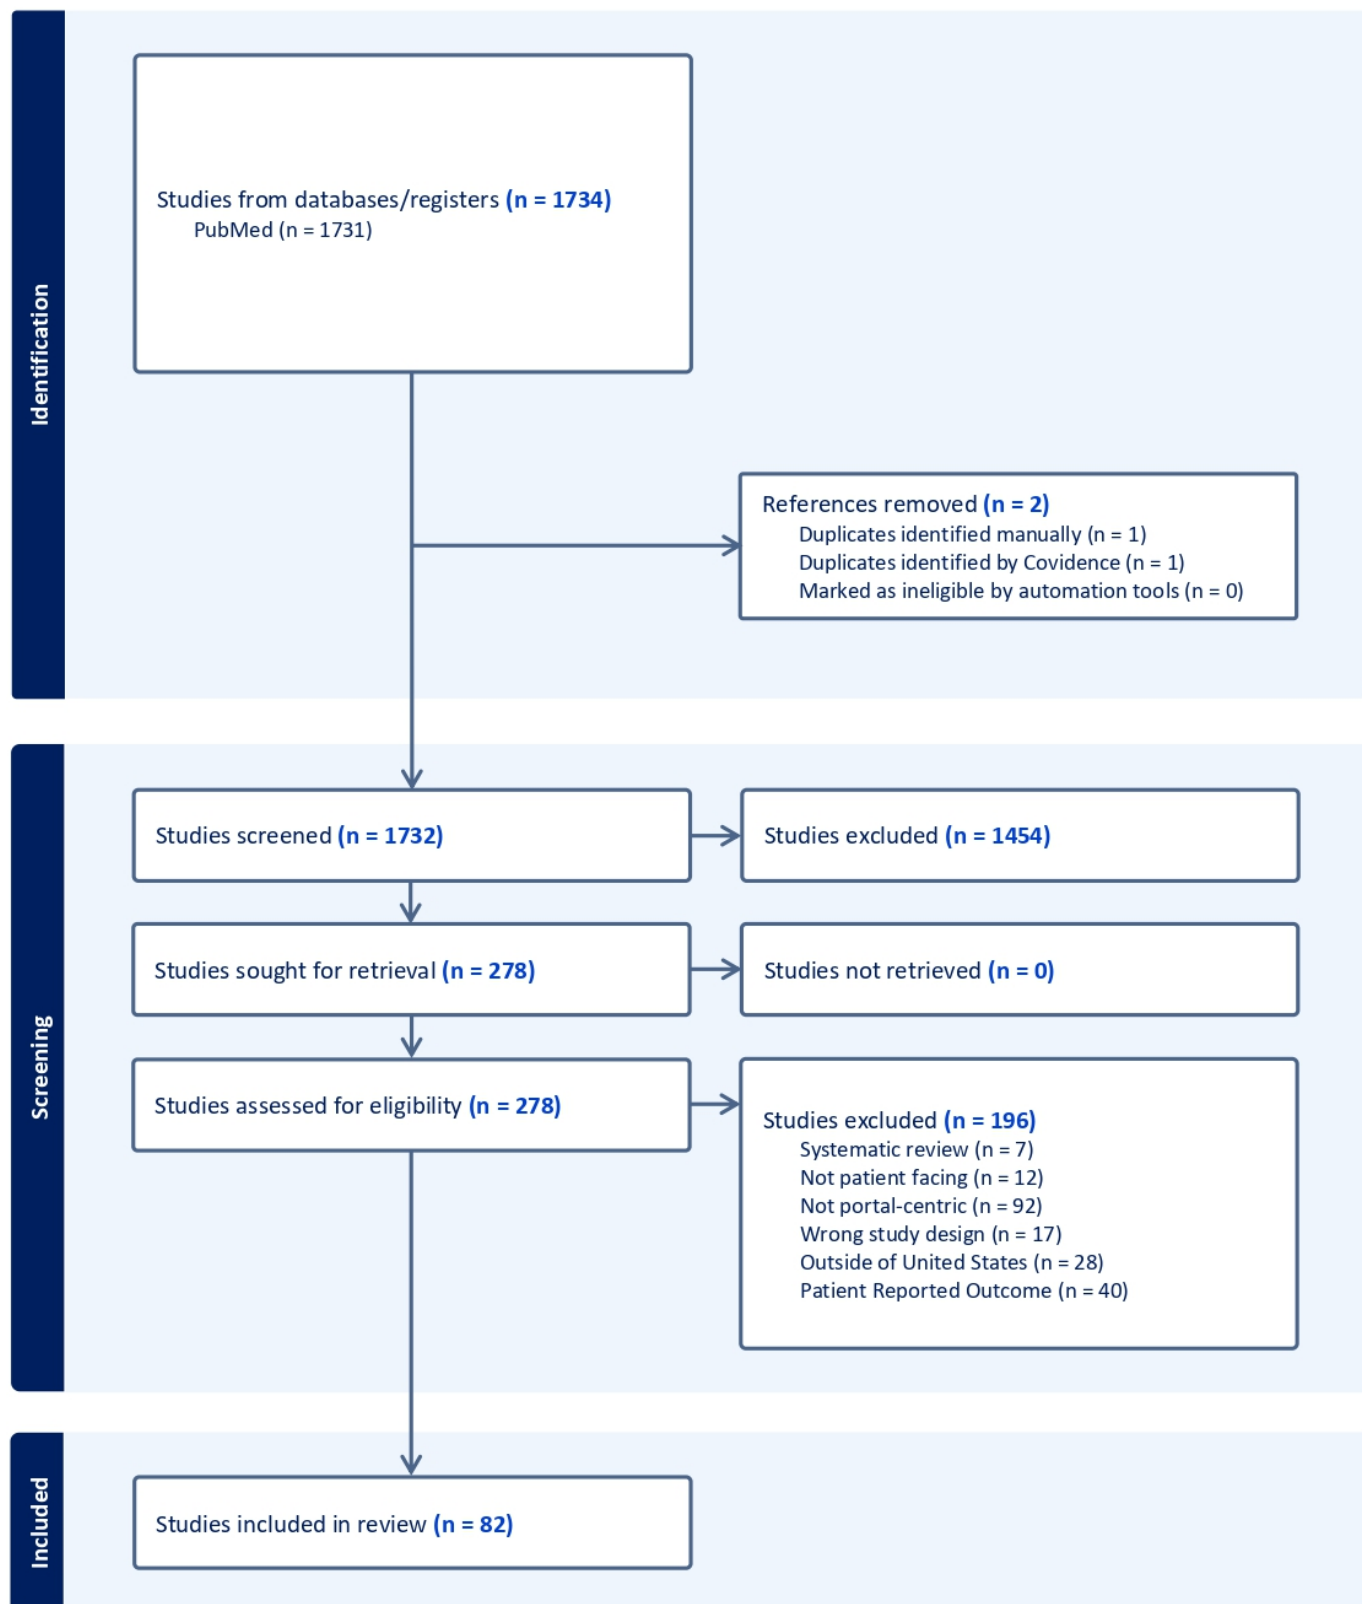 Identification
Studies from databases/registers (n = 1734)
PubMed (n = 1731)
References removed (n = 2)
Duplicates identified manually (n = 1)
Duplicates identified by Covidence (n = 1)
Marked as ineligible by automation tools (n = 0)
Screening
Studies screened (n = 1732)
Studies excluded (n = 1454)
Studies sought for retrieval (n = 278)
Studies not retrieved (n = 0)
Studies assessed for eligibility (n = 278)
Studies excluded (n = 196)
Systematic review (n = 7)
Not patient facing (n = 12)
Not portal-centric (n = 92)
Wrong study design (n = 17)
Outside of United States (n = 28)
Patient Reported Outcome (n = 40)
Included
Studies included in review (n = 82)